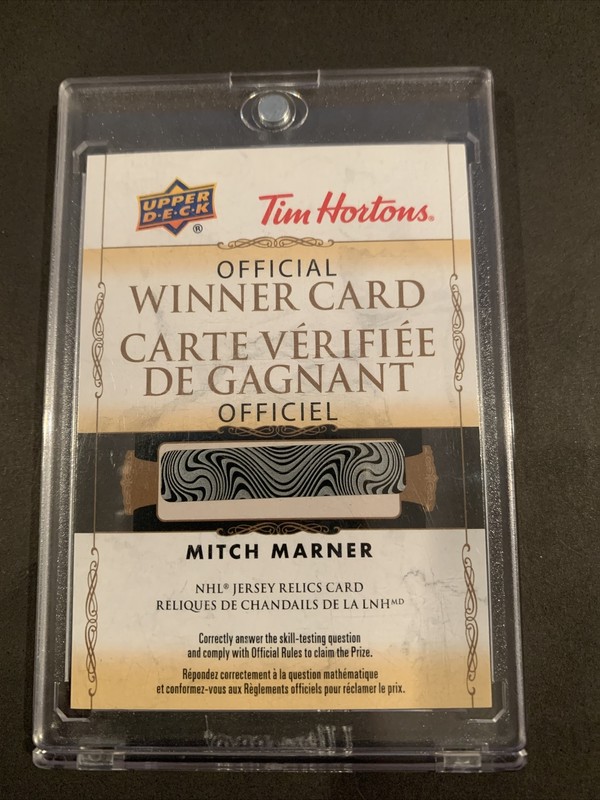 UPPER
D·E·C·K
®
Tim Hortons®
OFFICIAL
WINNER CARD
CARTE VÉRIFIÉE
DE GAGNANT
OFFICIEL
MITCH MARNER
NHL® JERSEY RELICS CARD
RELIQUES DE CHANDAILS DE LA LNHMD
Correctly answer the skill-testing question
and comply with Official Rules to claim the Prize.
Répondez correctement à la question mathématique
et conformez-vous aux Règlements officiels pour réclamer le prix.